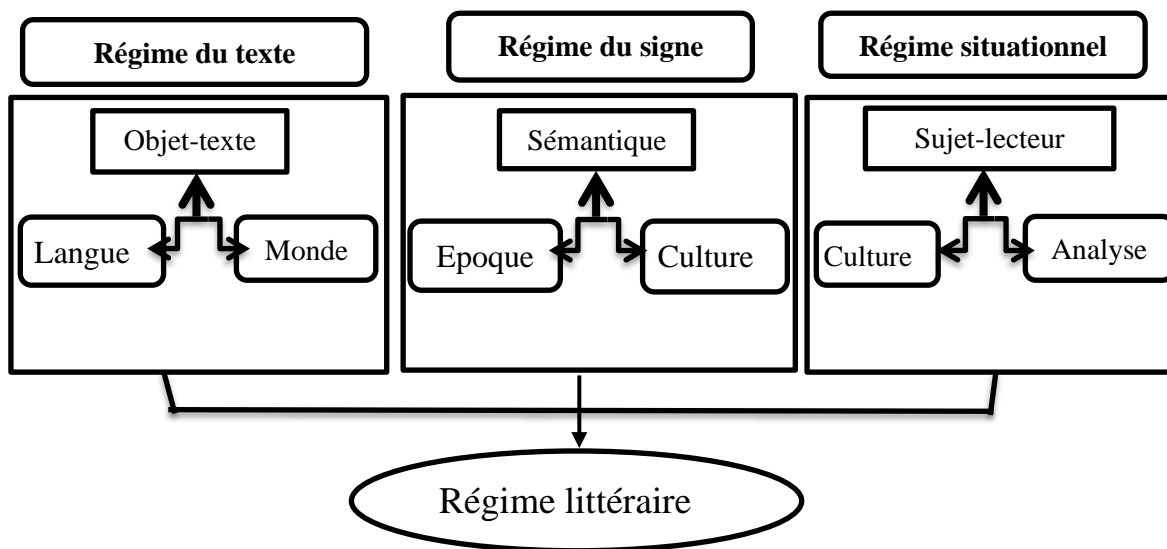 Régime du texte
Régime du signe
Régime situationnel
Objet-texte
Sémantique
Sujet-lecteur
Langue
Monde
Epoque
Culture
Culture
Analyse
Régime littéraire